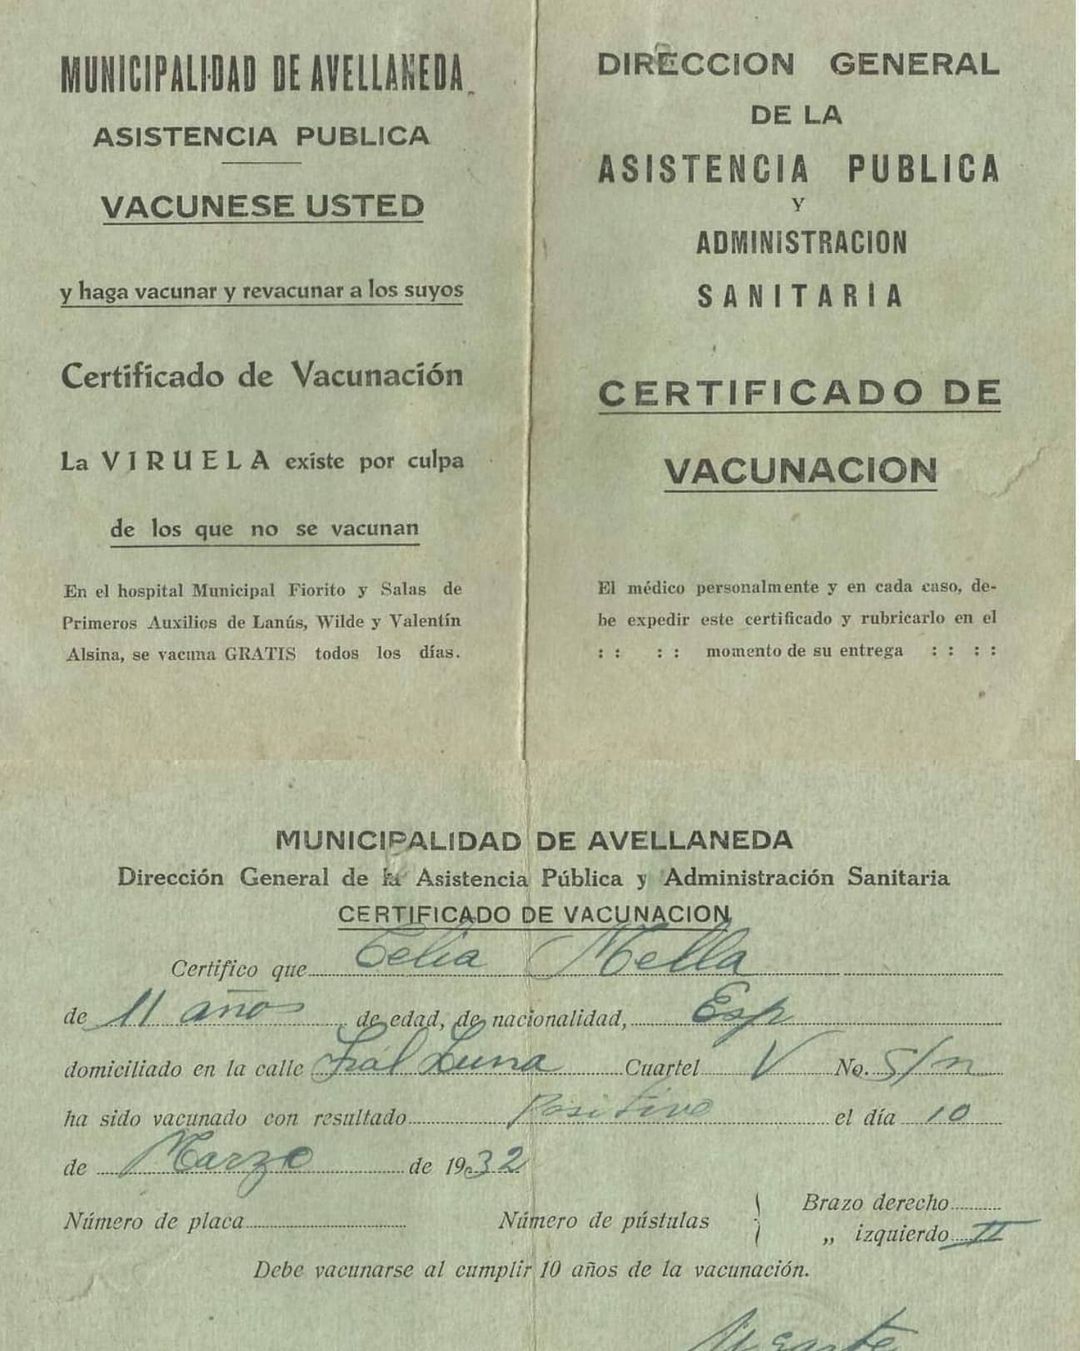 MUNICIPALIDAD DE AVELLANEDA
ASISTENCIA PUBLICA
VACUNESE USTED
y haga vacunar y revacunar a los suyos
Certificado de Vacunación
La VIRUELA existe por culpa
de los que no se vacunan
En el hospital Municipal Fiorito y Salas de
Primeros Auxilios de Lanús, Wilde y Valentín
Alsina, se vacuna GRATIS todos los días.
DIRECCION GENERAL
DE LA
ASISTENCIA PUBLICA
Y
ADMINISTRACION
SANITARIA
CERTIFICADO DE
VACUNACION
El médico personalmente y en cada caso, de-
be expedir este certificado y rubricarlo en el
: : : : momento de su entrega : : : :
MUNICIPALIDAD DE AVELLANEDA
Dirección General de la Asistencia Pública y Administración Sanitaria
CERTIFICADO DE VACUNACION
Certifico que Celia Mella
de 11 años de edad, de nacionalidad, Esp
domiciliado en la calle Luna Cuartel V No. S/n
ha sido vacunado con resultado Positivo el día 10
de Marzo de 1932
Número de placa
Número de pústulas
Brazo derecho
„ izquierdo II
Debe vacunarse al cumplir 10 años de la vacunación.